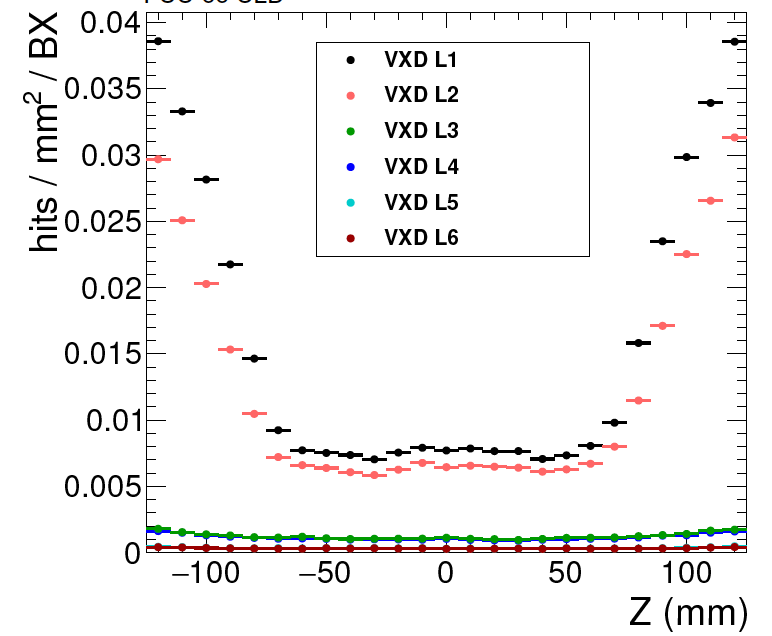 0.04
0.035
0.03
0.025
0.02
0.015
0.01
0.005
0
hits / mm² / BX
VXD L1
VXD L2
VXD L3
VXD L4
VXD L5
VXD L6
−100 −50 0 50 100
Z (mm)